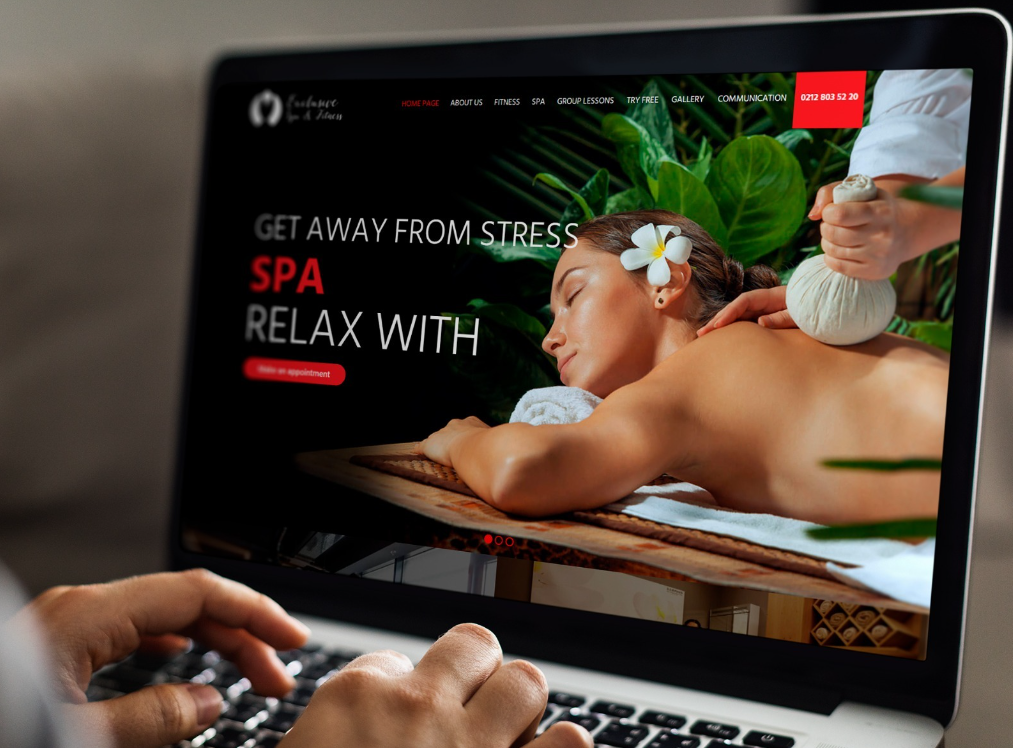 Exclusive
Spa & Fitness
HOME PAGE ABOUT US FITNESS SPA GROUP LESSONS TRY FREE GALLERY COMMUNICATION 0212 803 52 20
GET AWAY FROM STRESS
SPA
RELAX WITH
Make an appointment